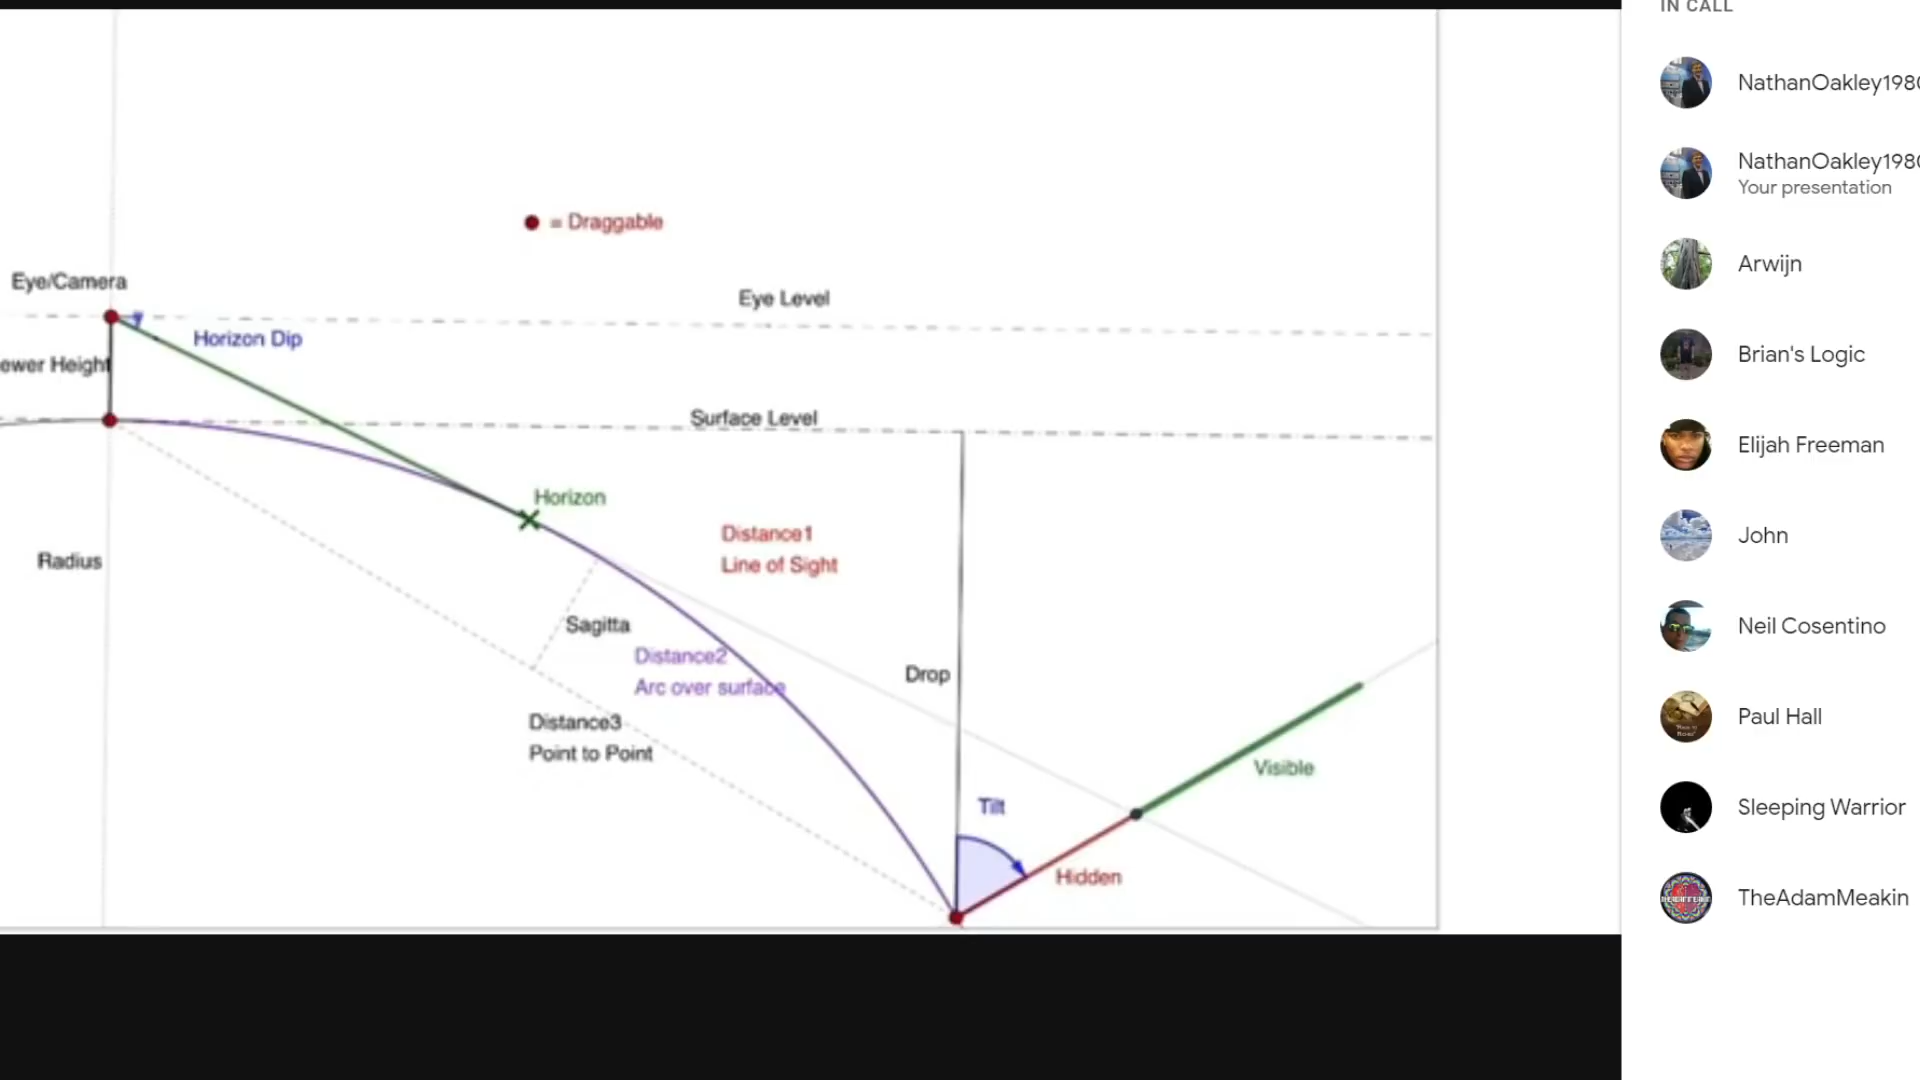 IN CALL
NathanOakley198
NathanOakley198
Your presentation
Arwijn
Brian's Logic
Elijah Freeman
John
Neil Cosentino
Paul Hall
Sleeping Warrior
TheAdamMeakin
= Draggable
Eye/Camera
Eye Level
Horizon Dip
ewer Height
Surface Level
Horizon
Distance1
Line of Sight
Radius
Sagitta
Distance2
Arc over surface
Drop
Distance3
Point to Point
Visible
Tilt
Hidden